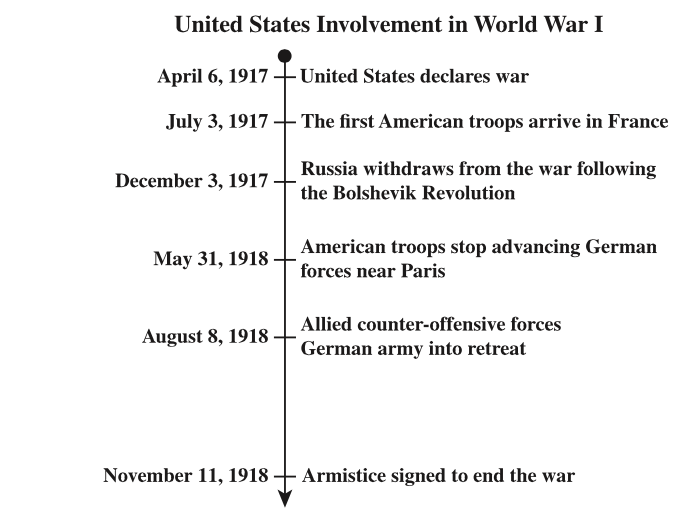 United States Involvement in World War I
April 6, 1917 United States declares war
July 3, 1917 The first American troops arrive in France
December 3, 1917 Russia withdraws from the war following
the Bolshevik Revolution
May 31, 1918 American troops stop advancing German
forces near Paris
August 8, 1918 Allied counter-offensive forces
German army into retreat
November 11, 1918 Armistice signed to end the war